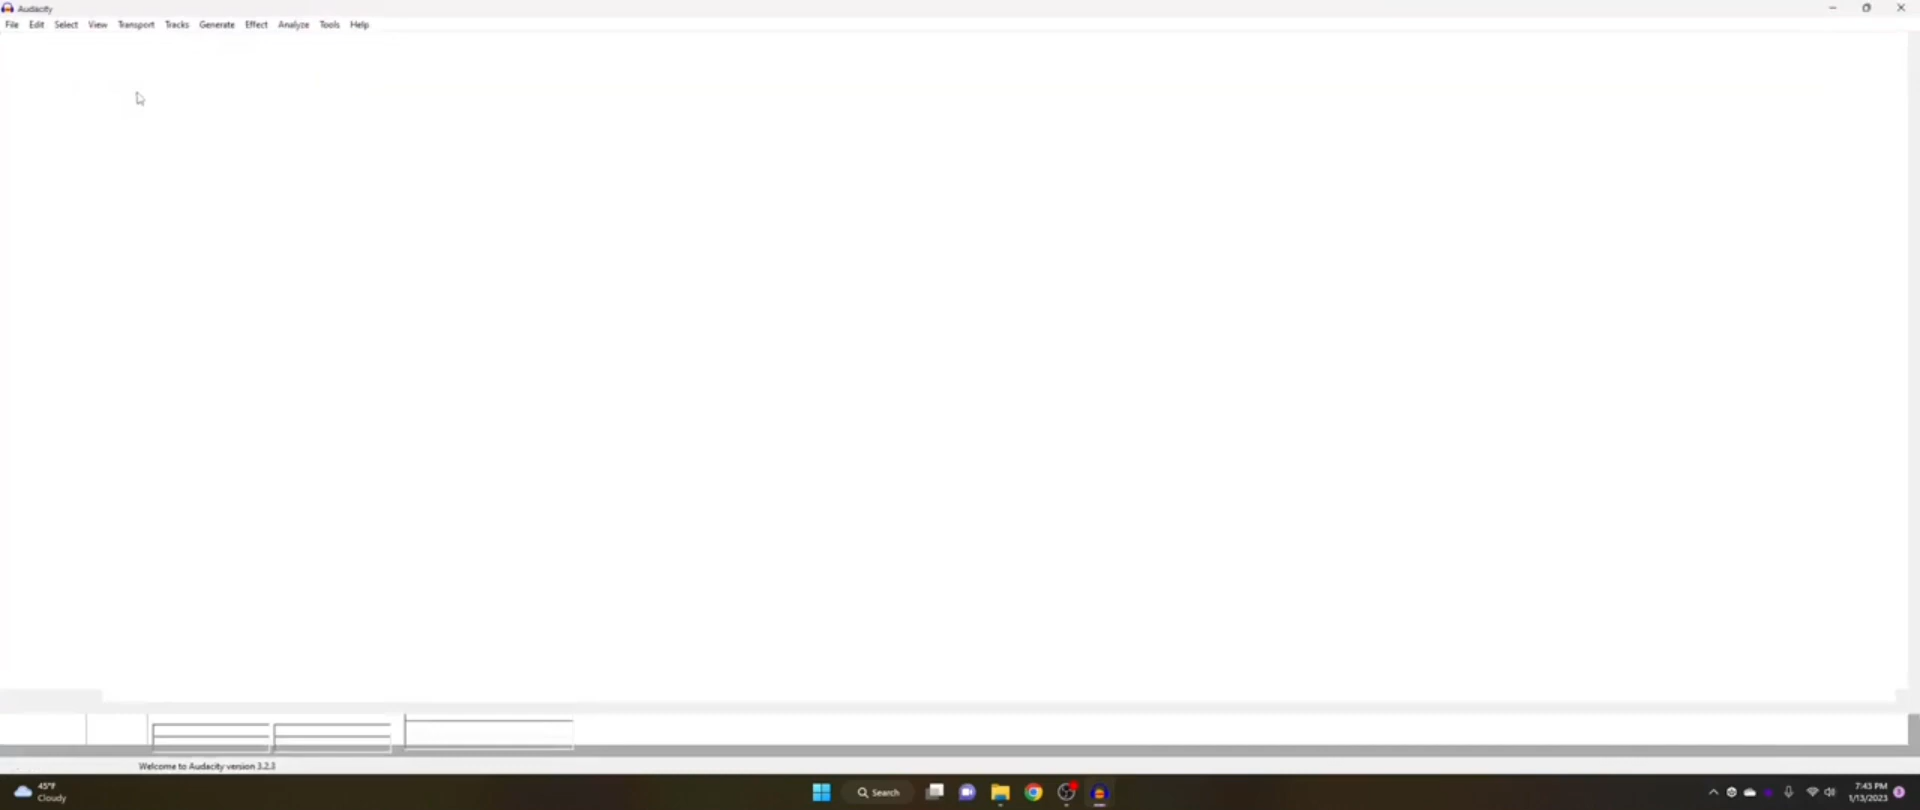 Audacity
File Edit Select View Transport Tracks Generate Effect Analyze Tools Help
Welcome to Audacity version 3.2.3
45°F
Cloudy
Search
7:43 PM
1/13/2023